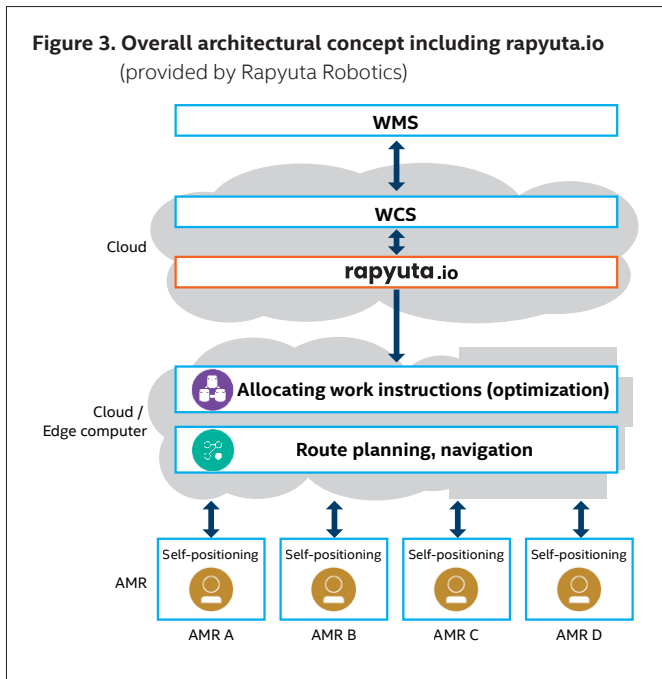 Figure 3. Overall architectural concept including rapyuta.io
(provided by Rapyuta Robotics)
WMS
WCS
Cloud
rapyuta.io
Allocating work instructions (optimization)
Cloud /
Edge computer
Route planning, navigation
Self-positioning Self-positioning Self-positioning Self-positioning
AMR
AMR A AMR B AMR C AMR D